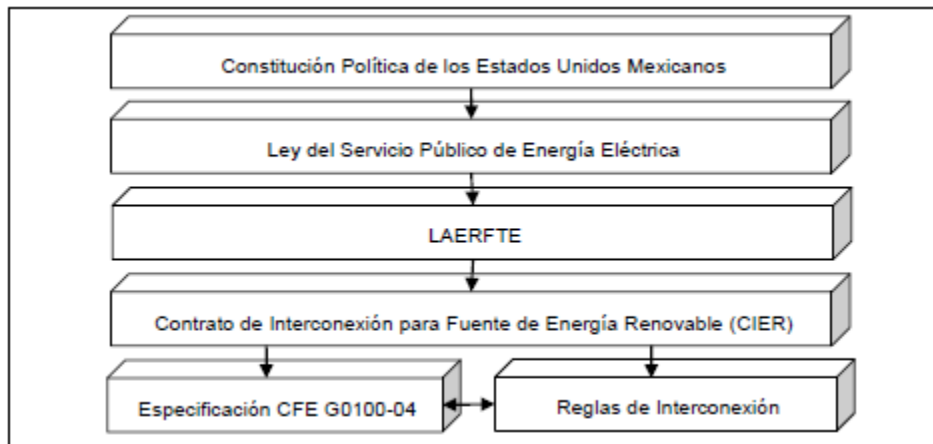 Constitución Política de los Estados Unidos Mexicanos
Ley del Servicio Público de Energía Eléctrica
LAERFTE
Contrato de Interconexión para Fuente de Energía Renovable (CIER)
Especificación CFE G0100-04
Reglas de Interconexión